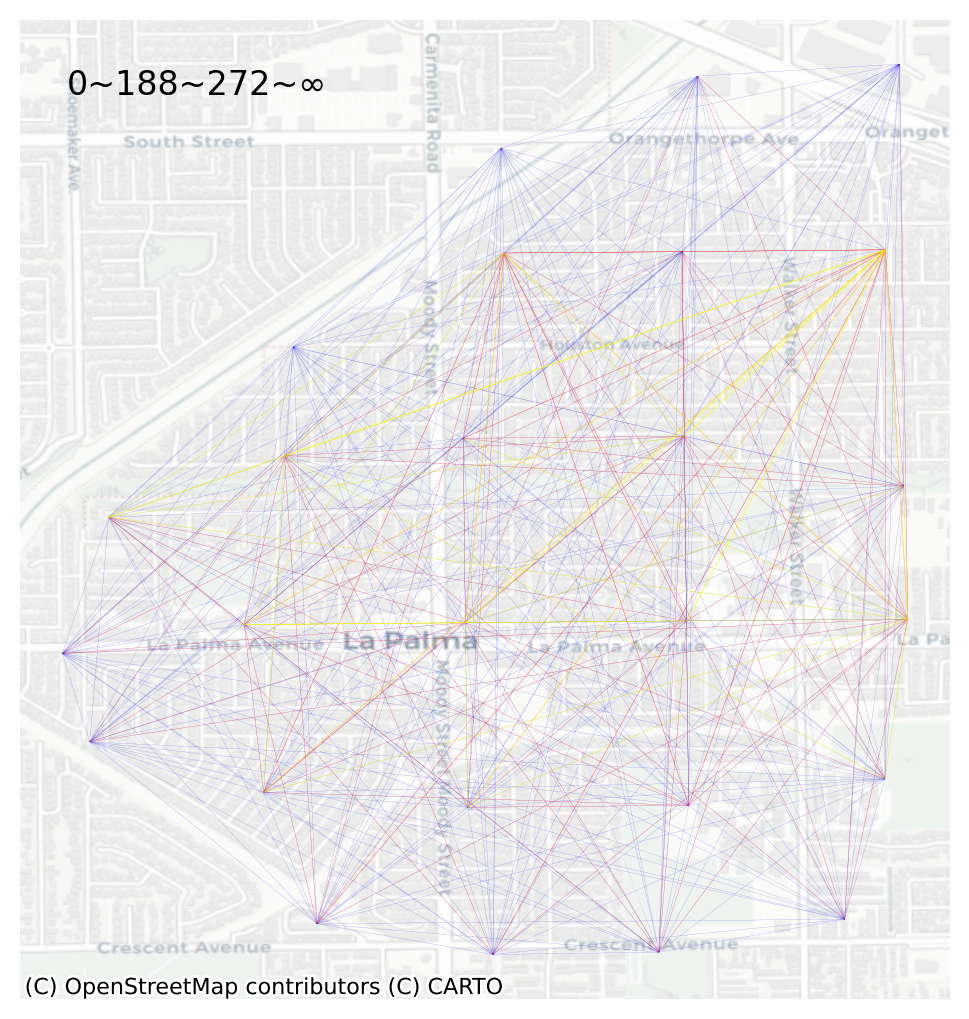 0~188~272~∞
Carmenita Road
South Street
Orangethorpe Ave
Oranget
oemaker Ave
Walker Street
Moody Street
Houston Avenue
Walker Street
La Palma Avenue
La Palma
La Palma Avenue
La Pa
Moody Street
Moody Street
Crescent Avenue
Crescent Avenue
(C) OpenStreetMap contributors (C) CARTO